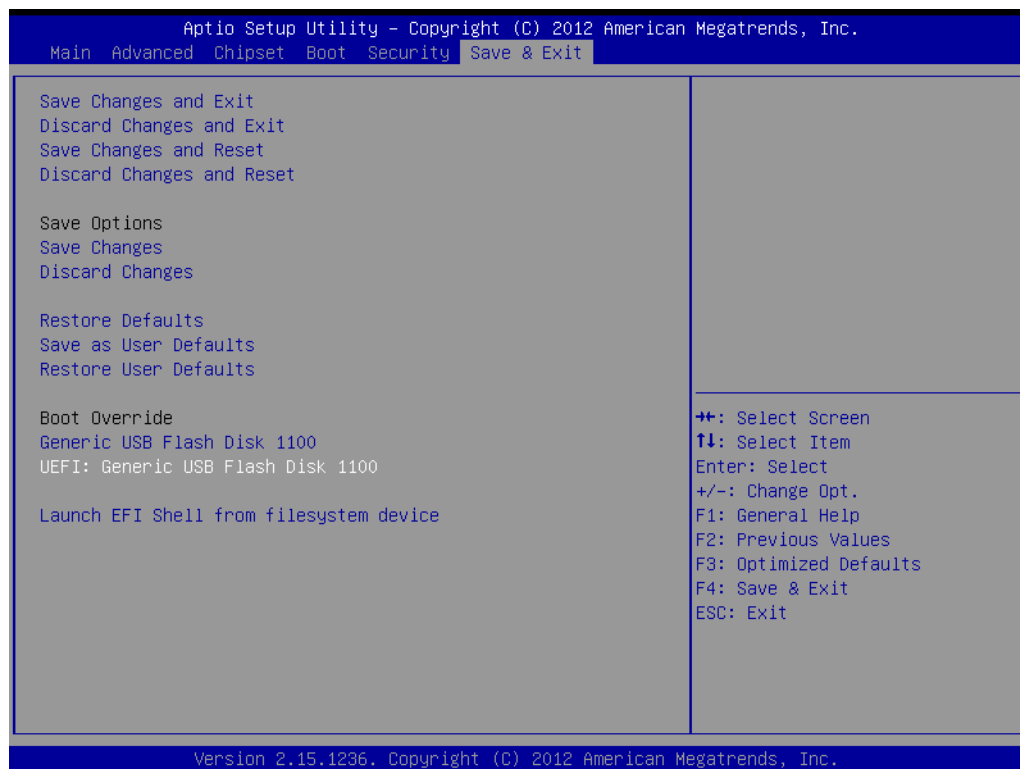 Aptio Setup Utility – Copyright (C) 2012 American Megatrends, Inc.
Main Advanced Chipset Boot Security Save & Exit
Save Changes and Exit
Discard Changes and Exit
Save Changes and Reset
Discard Changes and Reset
Save Options
Save Changes
Discard Changes
Restore Defaults
Save as User Defaults
Restore User Defaults
Boot Override
Generic USB Flash Disk 1100
UEFI: Generic USB Flash Disk 1100
Launch EFI Shell from filesystem device
→←: Select Screen
↑↓: Select Item
Enter: Select
+/-: Change Opt.
F1: General Help
F2: Previous Values
F3: Optimized Defaults
F4: Save & Exit
ESC: Exit
Version 2.15.1236. Copyright (C) 2012 American Megatrends, Inc.